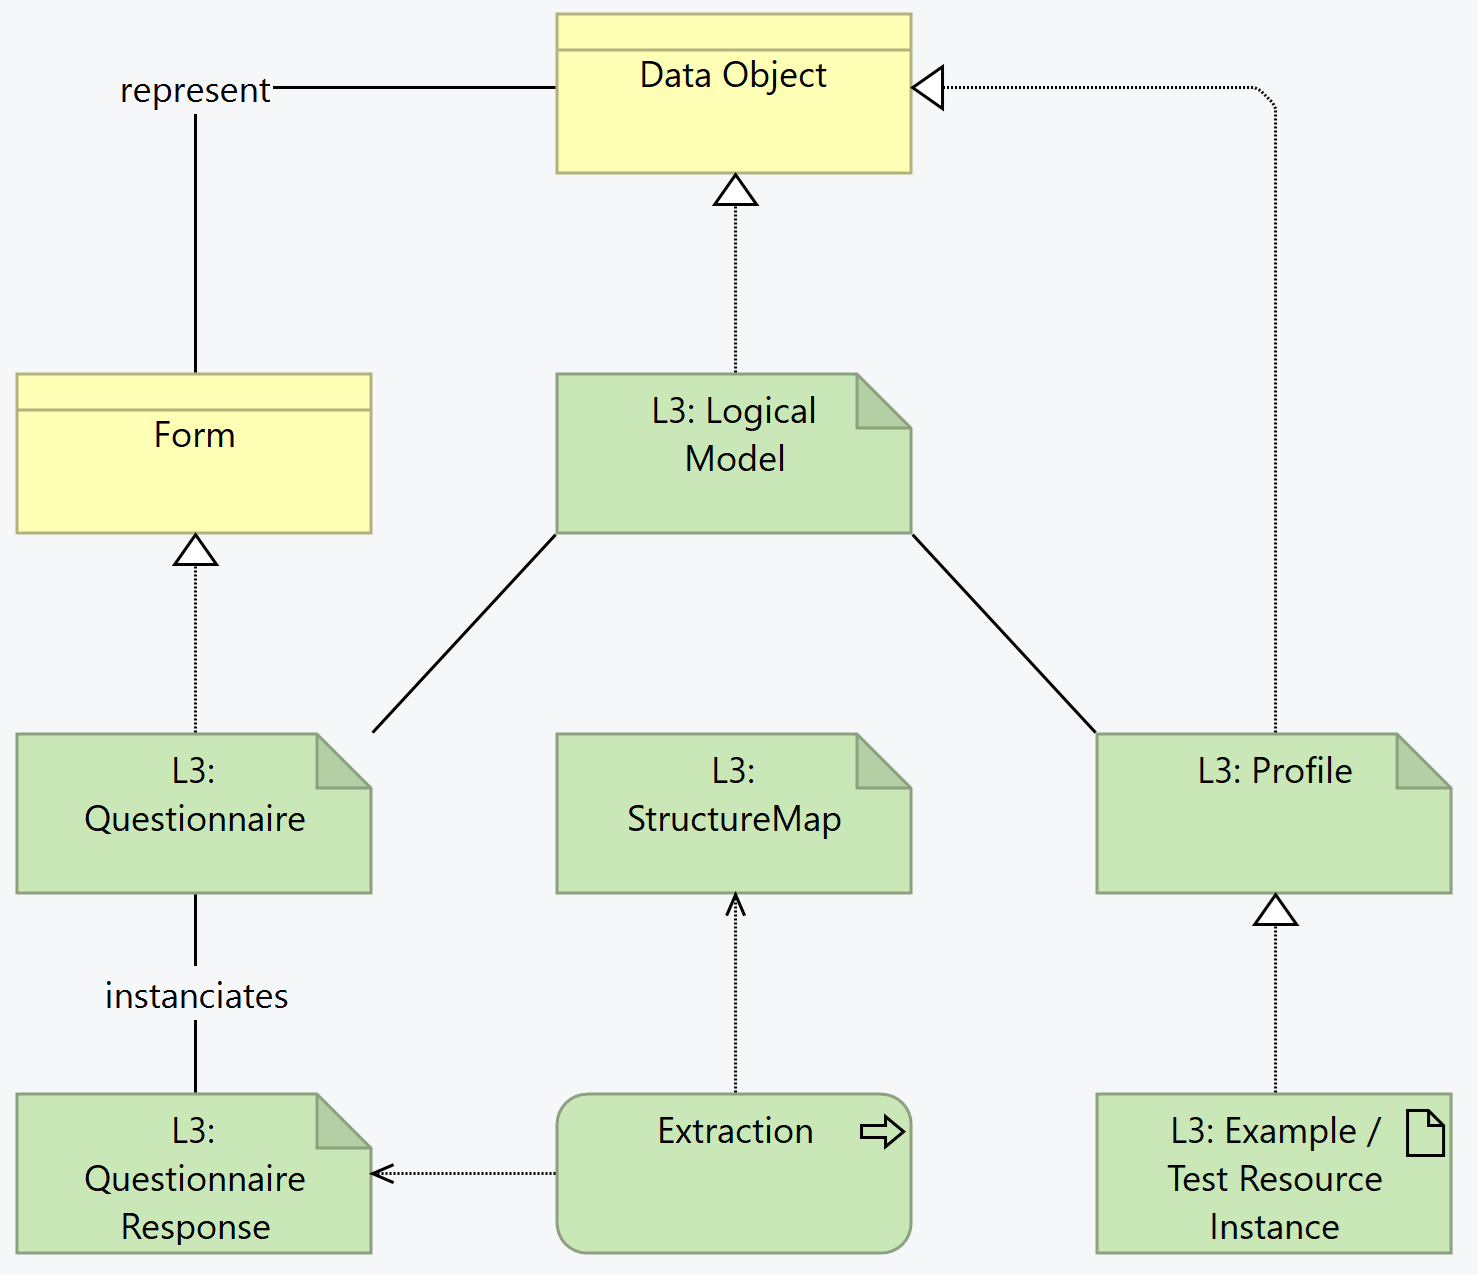 Data Object
represent
Form
L3: Logical
Model
L3:
Questionnaire
L3:
StructureMap
L3: Profile
instanciates
L3:
Questionnaire
Response
Extraction
L3: Example /
Test Resource
Instance